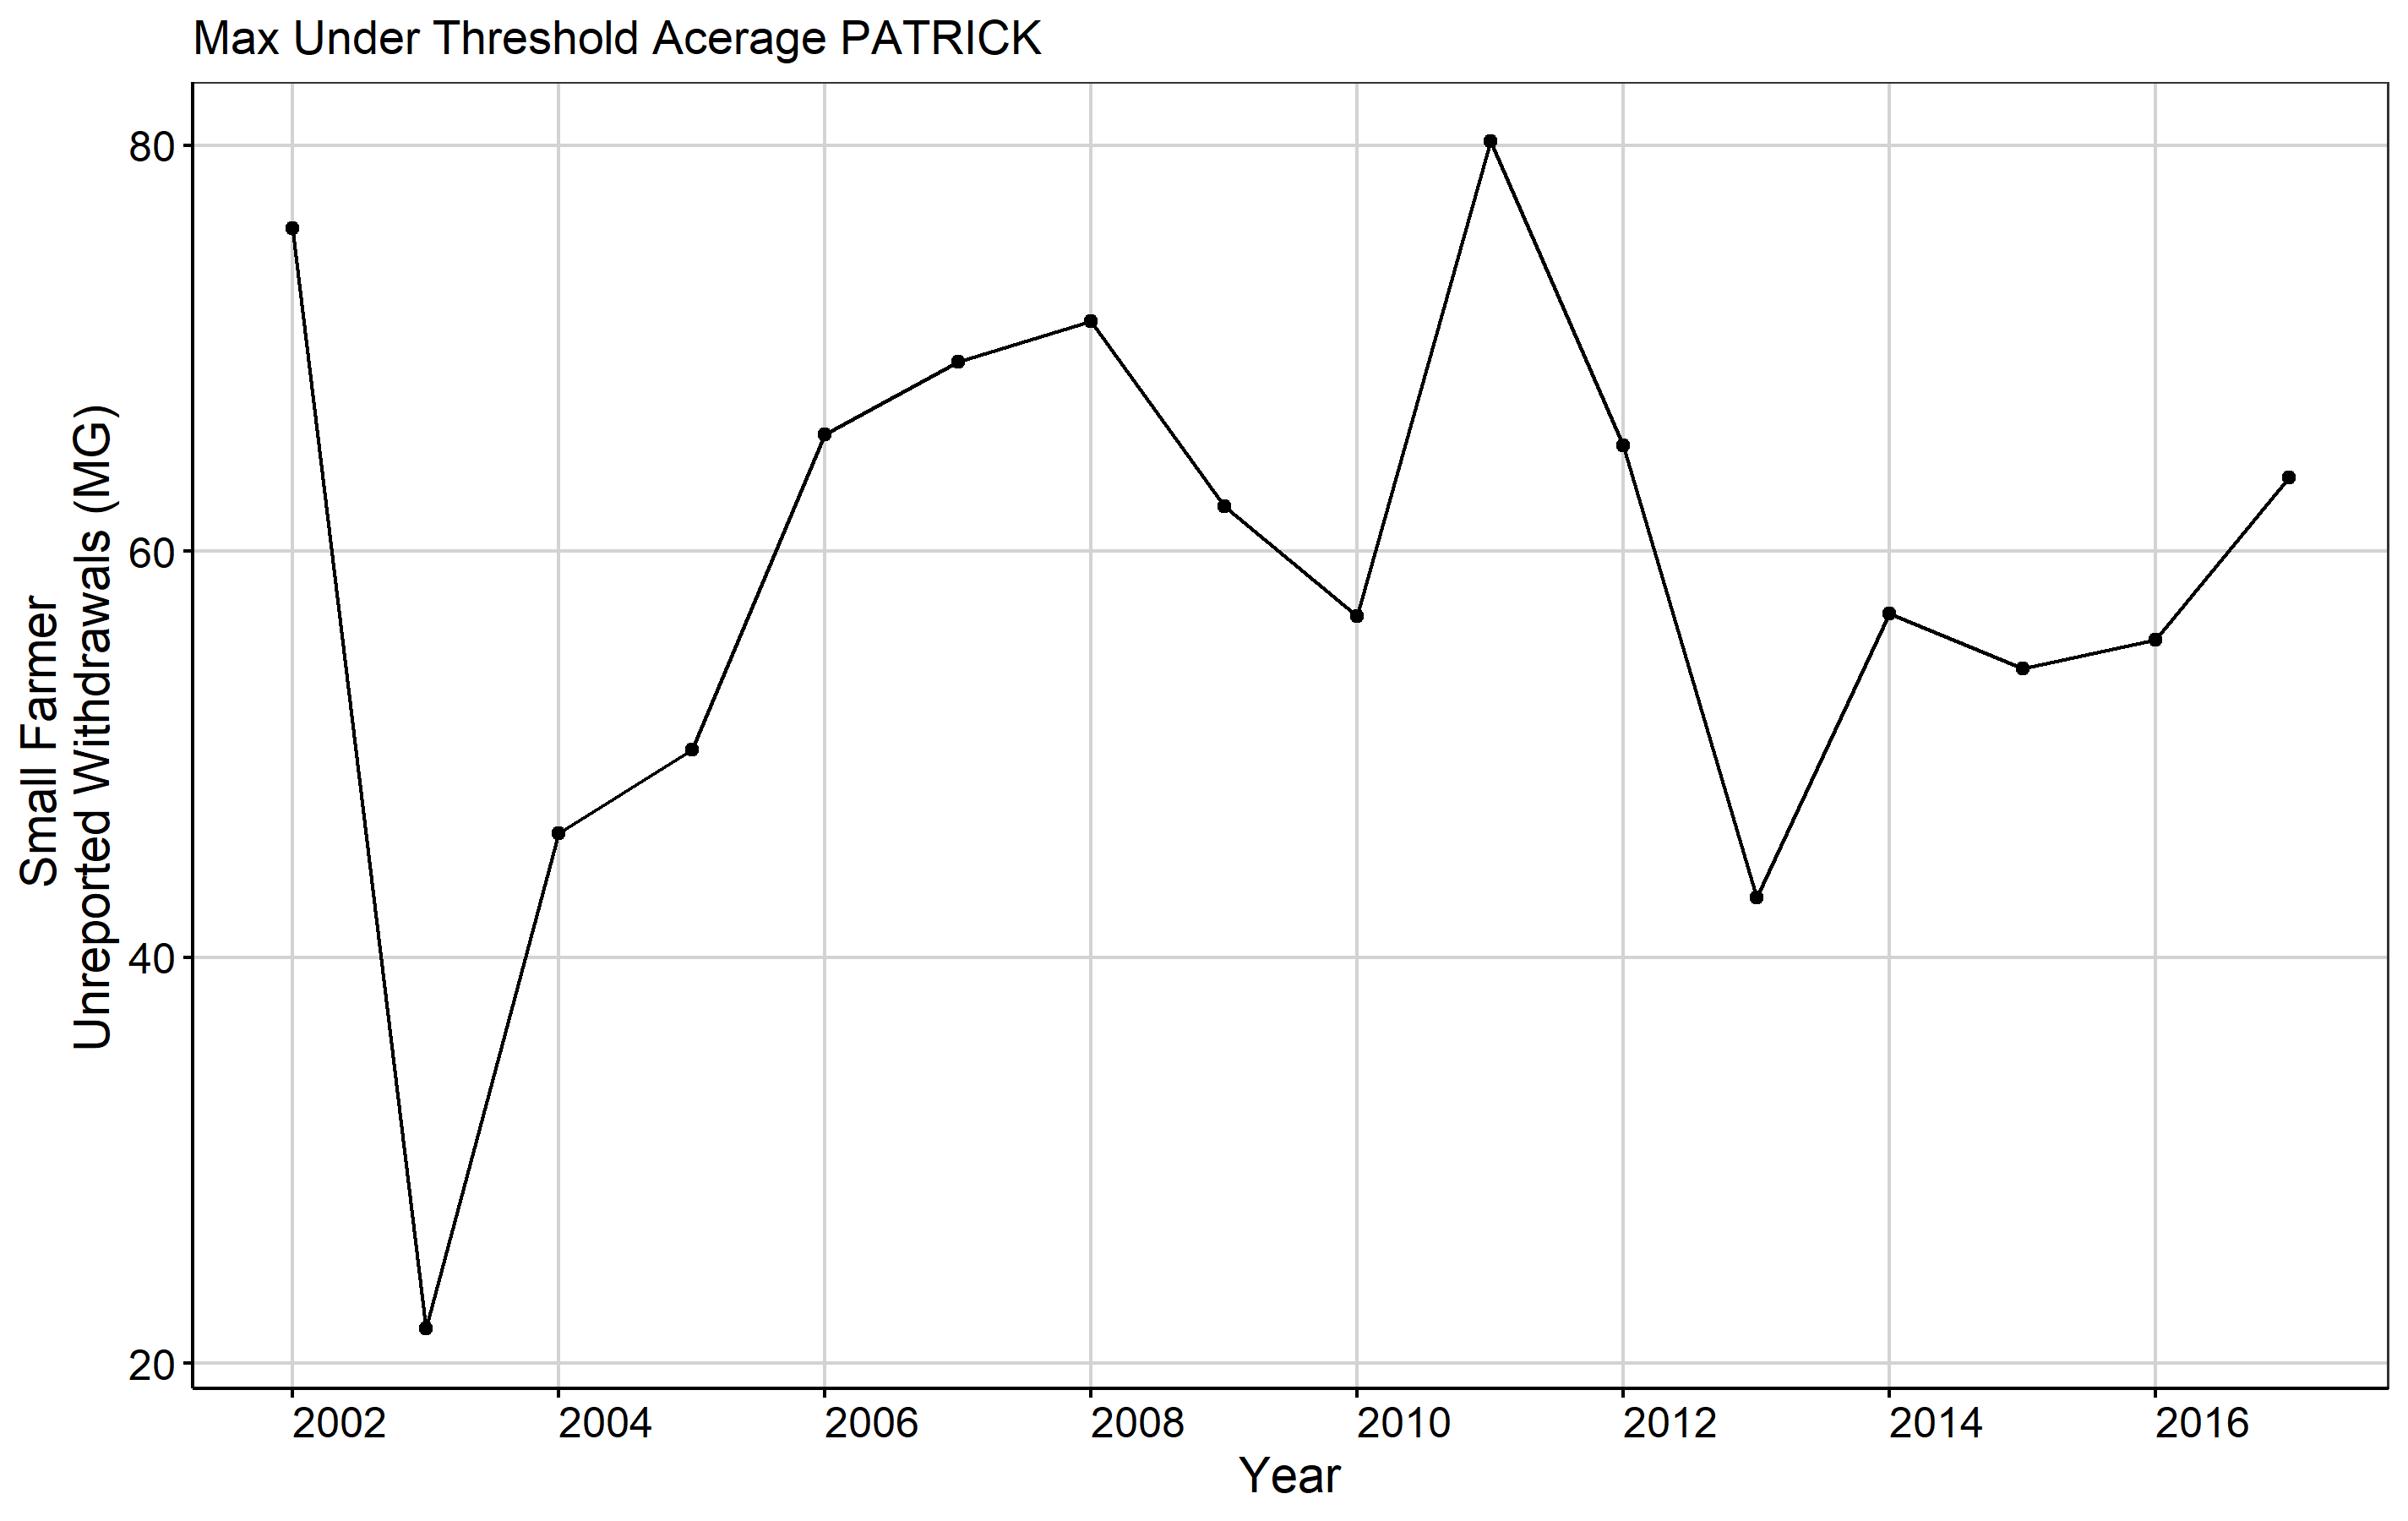 Max Under Threshold Acerage PATRICK
Small Farmer
Unreported Withdrawals (MG)
80
60
40
20
2002 2004 2006 2008 2010 2012 2014 2016
Year